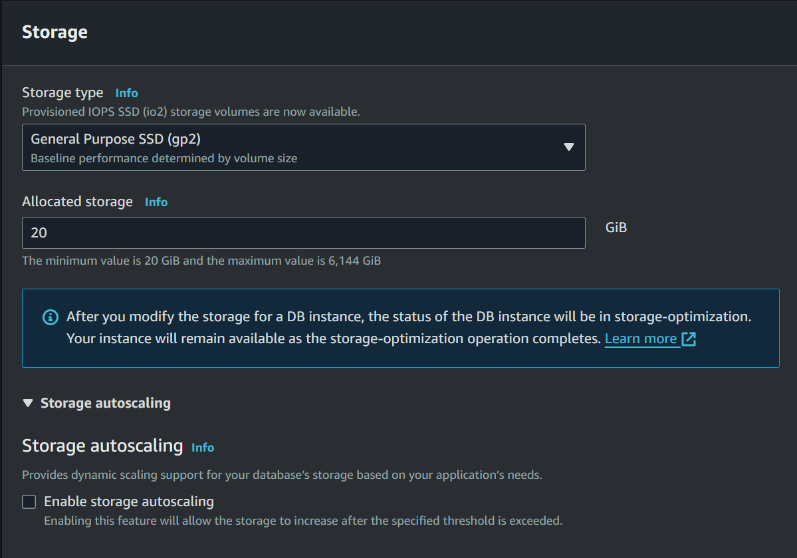 Storage
Storage type Info
Provisioned IOPS SSD (io2) storage volumes are now available.
General Purpose SSD (gp2)
Baseline performance determined by volume size
Allocated storage Info
20
GiB
The minimum value is 20 GiB and the maximum value is 6,144 GiB
After you modify the storage for a DB instance, the status of the DB instance will be in storage-optimization.
Your instance will remain available as the storage-optimization operation completes. Learn more
Storage autoscaling
Storage autoscaling Info
Provides dynamic scaling support for your database's storage based on your application's needs.
Enable storage autoscaling
Enabling this feature will allow the storage to increase after the specified threshold is exceeded.